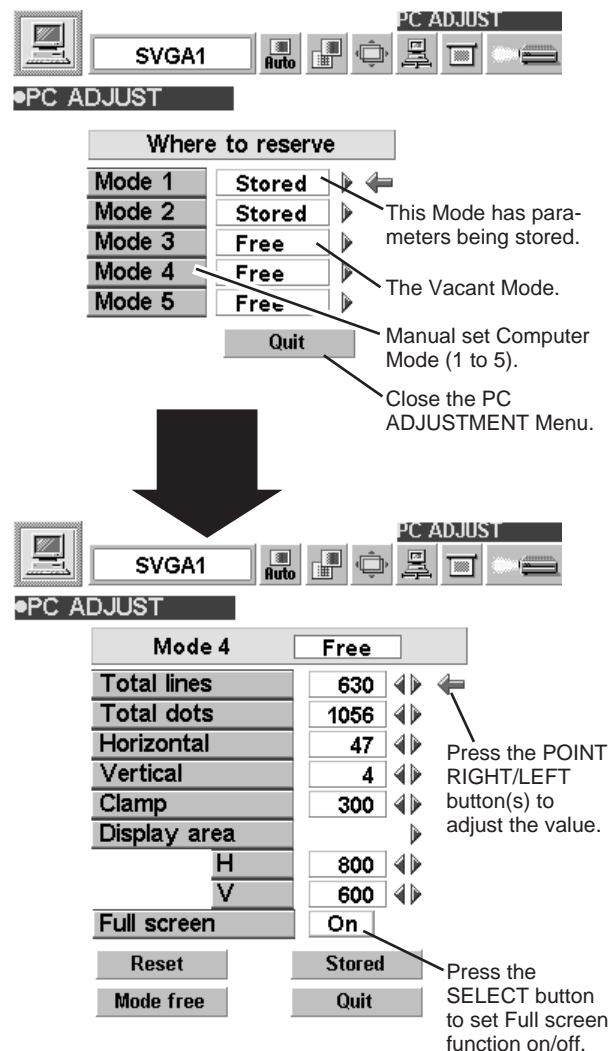 PC ADJUST
SVGA1
Auto
●PC ADJUST
Where to reserve
Mode 1 Stored
Mode 2 Stored
Mode 3 Free
Mode 4 Free
Mode 5 Free
Quit
This Mode has para-
meters being stored.
The Vacant Mode.
Manual set Computer
Mode (1 to 5).
Close the PC
ADJUSTMENT Menu.
PC ADJUST
SVGA1
Auto
●PC ADJUST
Mode 4 Free
Total lines 630
Total dots 1056
Horizontal 47
Vertical 4
Clamp 300
Display area
H 800
V 600
Full screen On
Reset Stored
Mode free Quit
Press the POINT
RIGHT/LEFT
button(s) to
adjust the value.
Press the
SELECT button
to set Full screen
function on/off.